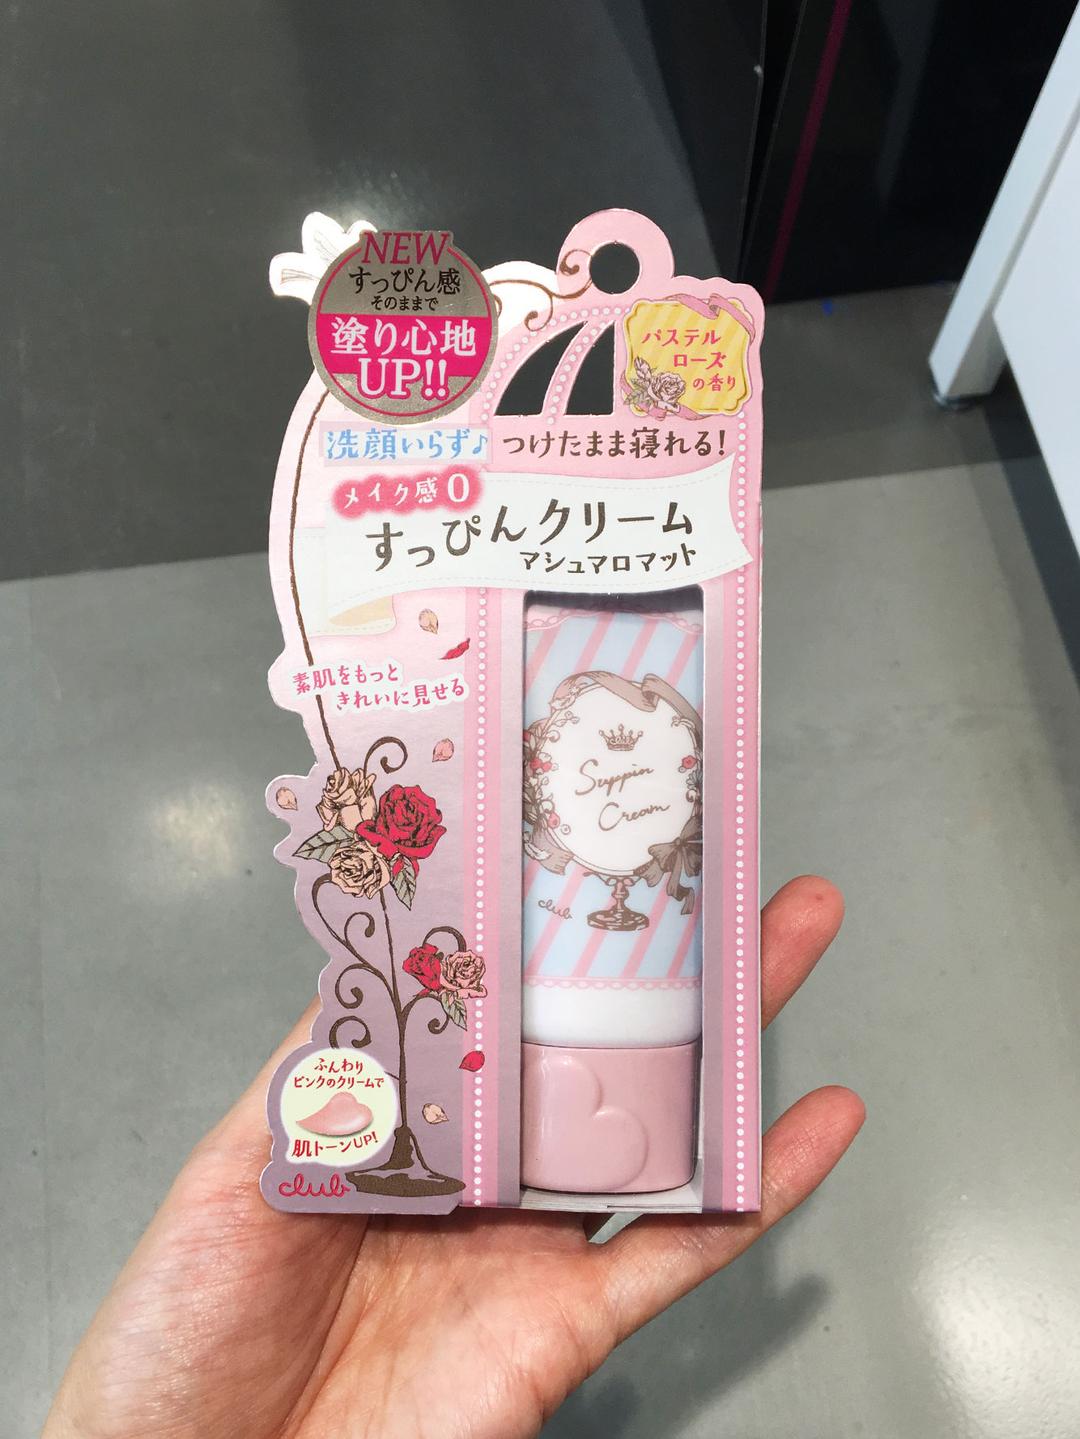 NEW
すっぴん感
そのままで
塗り心地
UP!!
パステル
ローズ
の香り
洗顔いらず♪ つけたまま寝れる!
メイク感0
すっぴんクリーム
マシュマロマット
素肌をもっと
きれいに見せる
Suppin
Cream
club
ふんわり
ピンクのクリームで
肌トーンUP!
club